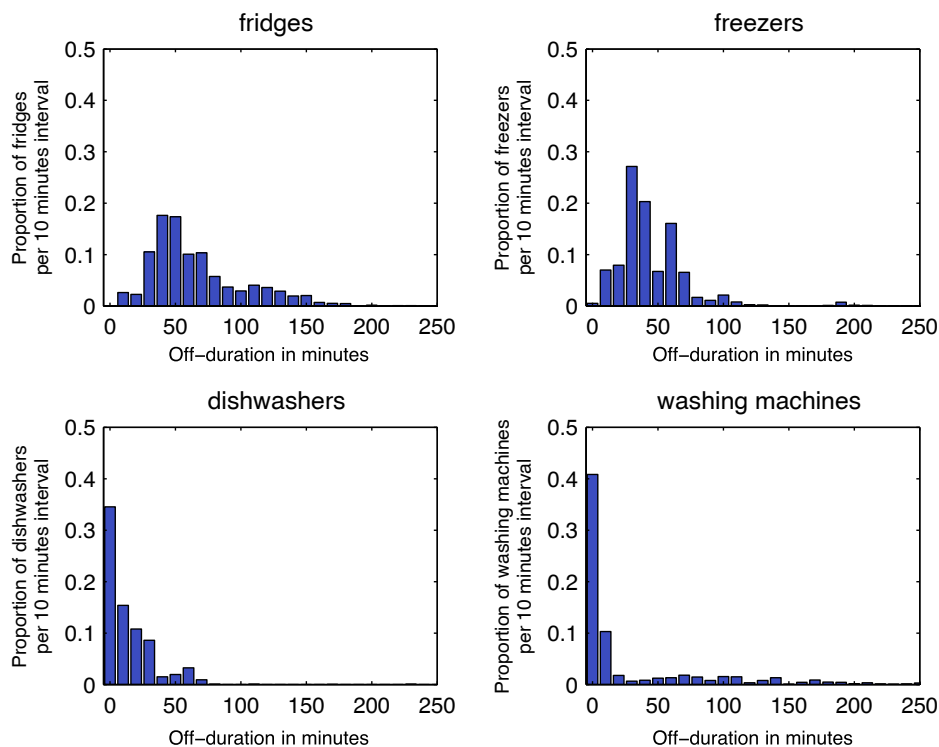 fridges
Proportion of fridges
per 10 minutes interval
0.5
0.4
0.3
0.2
0.1
0
0 50 100 150 200 250
Off−duration in minutes
freezers
Proportion of freezers
per 10 minutes interval
0.5
0.4
0.3
0.2
0.1
0
0 50 100 150 200 250
Off−duration in minutes
dishwashers
Proportion of dishwashers
per 10 minutes interval
0.5
0.4
0.3
0.2
0.1
0
0 50 100 150 200 250
Off−duration in minutes
washing machines
Proportion of washing machines
per 10 minutes interval
0.5
0.4
0.3
0.2
0.1
0
0 50 100 150 200 250
Off−duration in minutes